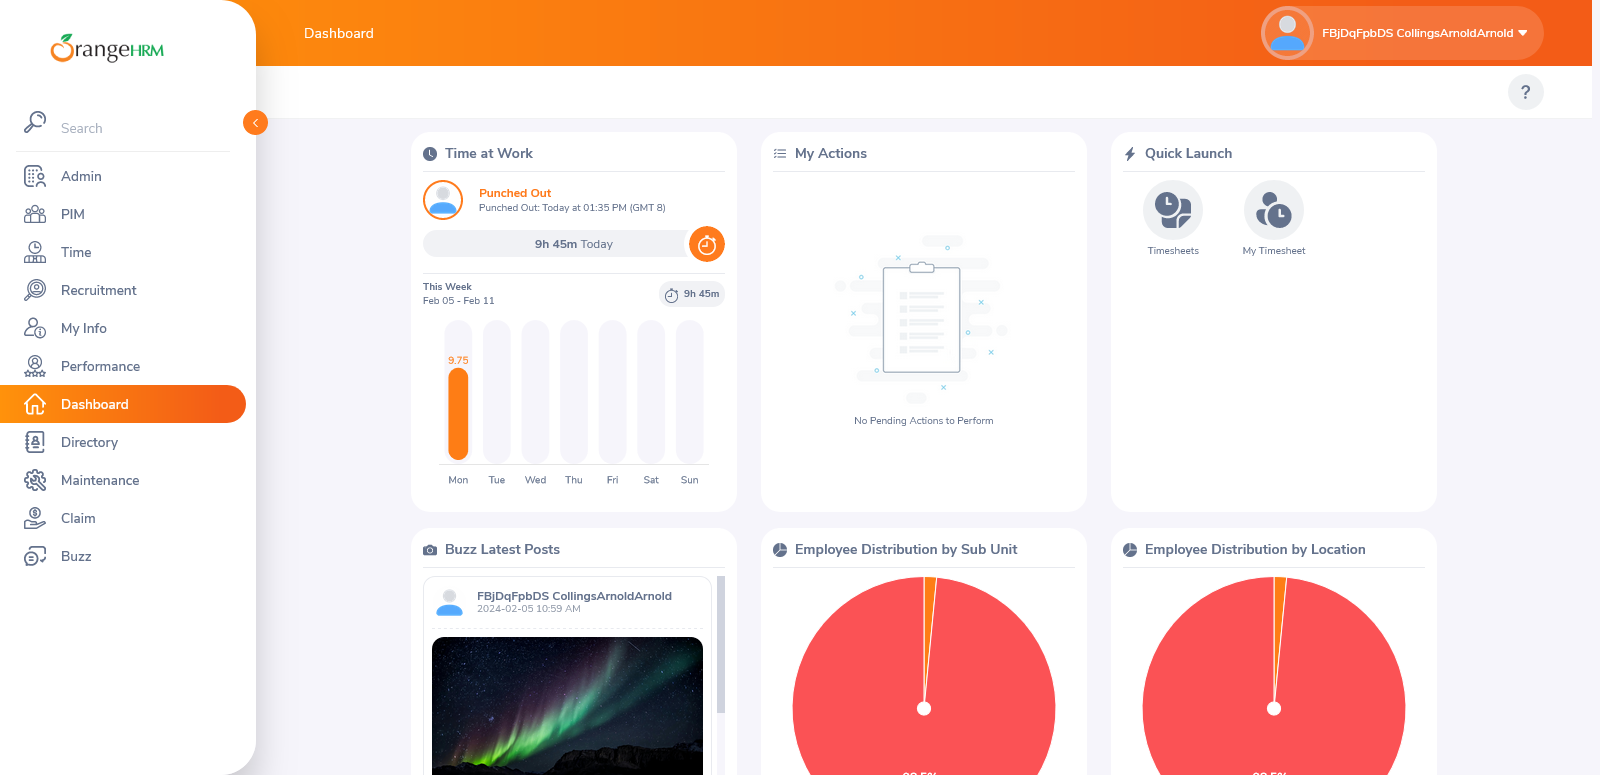 OrangeHRM
Search
Admin
PIM
Time
Recruitment
My Info
Performance
Dashboard
Directory
Maintenance
Claim
Buzz
Dashboard
FBjDqFpbDS CollingsArnoldArnold
?
Time at Work
Punched Out
Punched Out: Today at 01:35 PM (GMT 8)
9h 45m Today
This Week
Feb 05 - Feb 11
9h 45m
9.75
Mon Tue Wed Thu Fri Sat Sun
My Actions
No Pending Actions to Perform
Quick Launch
Timesheets
My Timesheet
Buzz Latest Posts
FBjDqFpbDS CollingsArnoldArnold
2024-02-05 10:59 AM
Employee Distribution by Sub Unit
Employee Distribution by Location